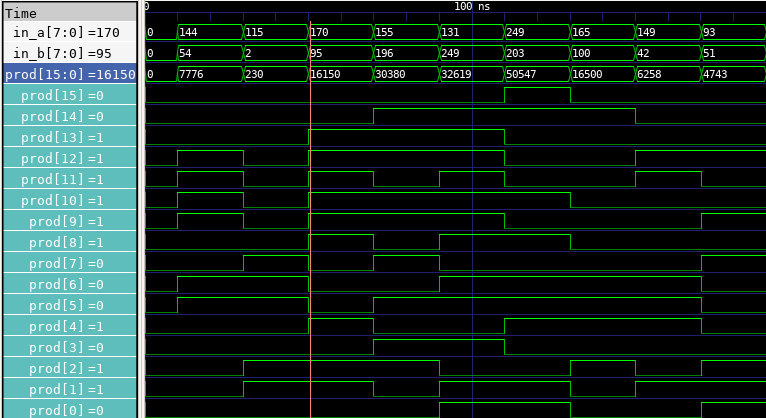 Time 0 100 ns
in_a[7:0]=170 0 144 115 170 155 131 249 165 149 93
in_b[7:0]=95 0 54 2 95 196 249 203 100 42 51
prod[15:0]=16150 0 7776 230 16150 30380 32619 50547 16500 6258 4743
prod[15]=0
prod[14]=0
prod[13]=1
prod[12]=1
prod[11]=1
prod[10]=1
prod[9]=1
prod[8]=1
prod[7]=0
prod[6]=0
prod[5]=0
prod[4]=1
prod[3]=0
prod[2]=1
prod[1]=1
prod[0]=0